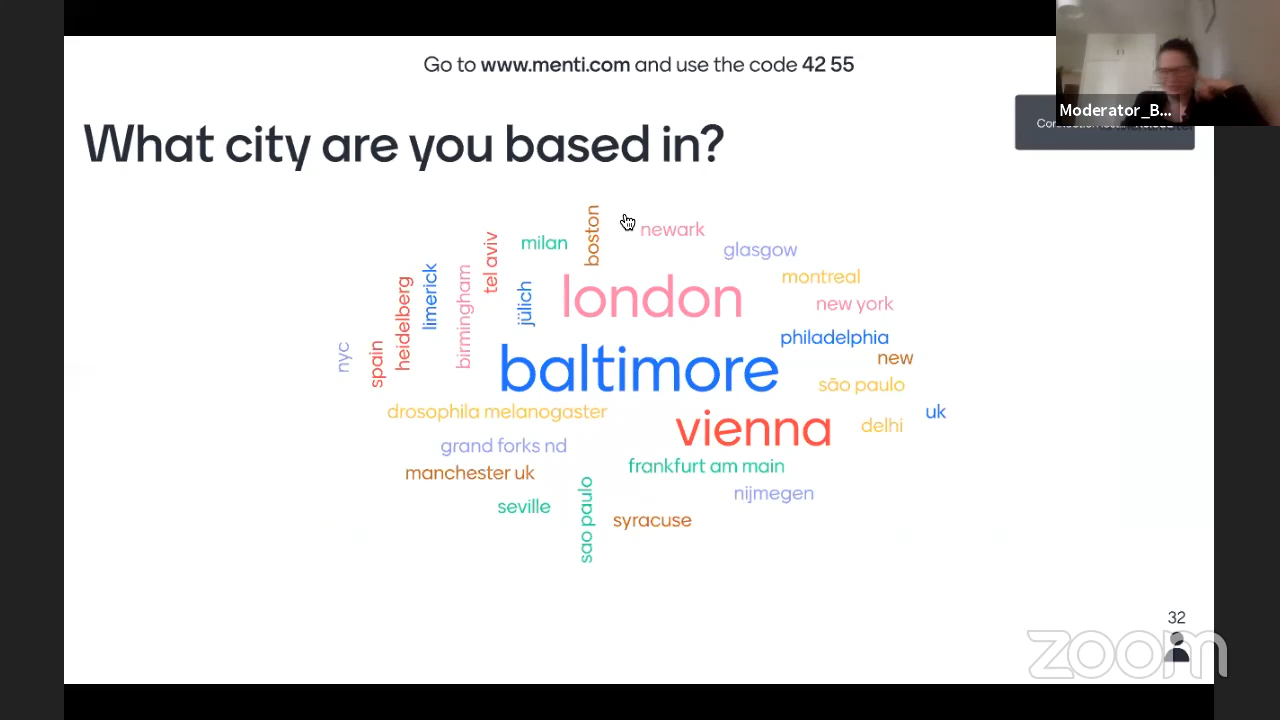 Go to www.menti.com and use the code 42 55
Moderator_B...
What city are you based in?
boston
newark
milan
tel aviv
glasgow
limerick
birmingham
montreal
heidelberg
jülich
london
new york
philadelphia
nyc
spain
baltimore
new
são paulo
drosophila melanogaster
uk
vienna
delhi
grand forks nd
frankfurt am main
manchester uk
nijmegen
seville
sao paulo
syracuse
32
zoom